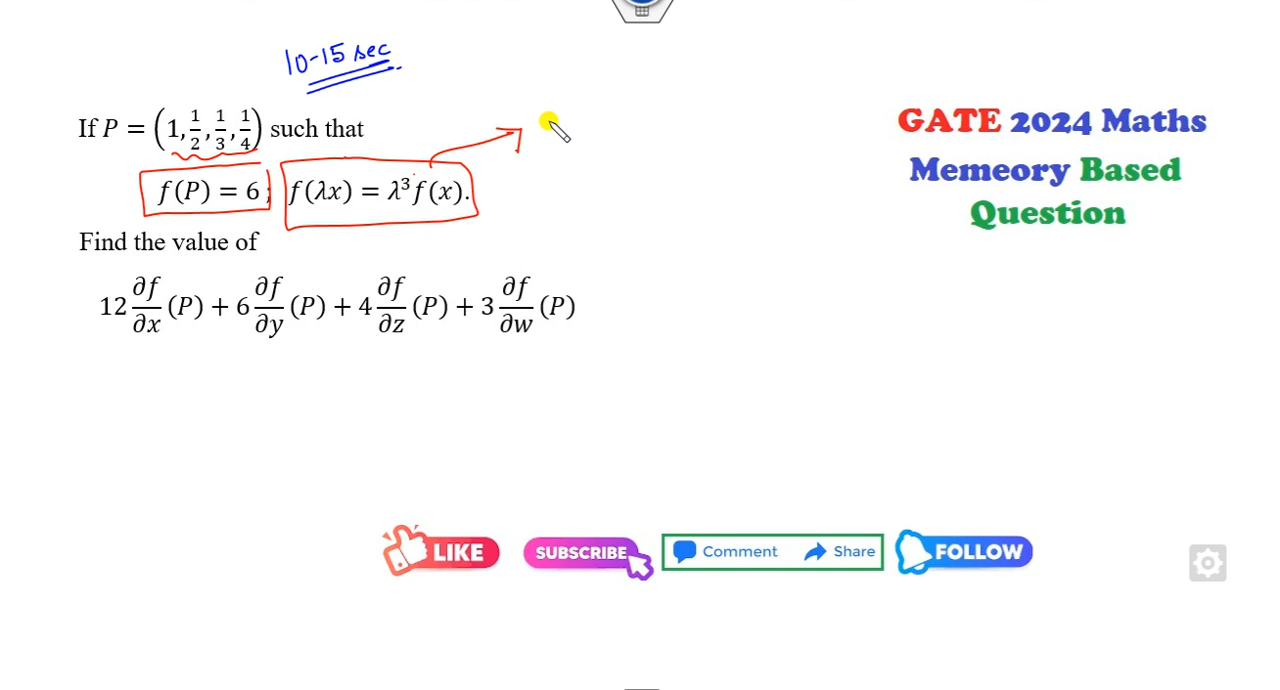 10-15 sec
If P = (1, 1/2, 1/3, 1/4) such that
f(P) = 6; f(λx) = λ³f(x).
Find the value of
12 ∂f/∂x (P) + 6 ∂f/∂y (P) + 4 ∂f/∂z (P) + 3 ∂f/∂w (P)
GATE 2024 Maths
Memeory Based
Question
LIKE
SUBSCRIBE
Comment
Share
FOLLOW